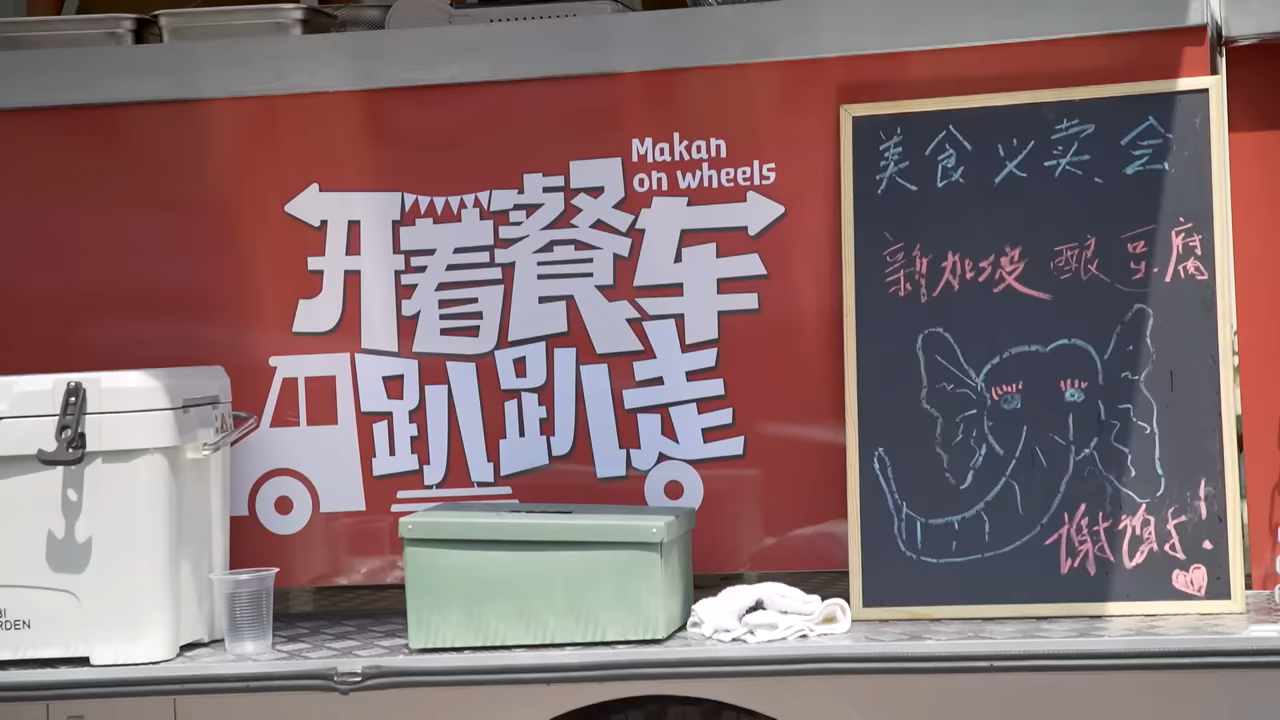 Makan
on wheels
开着餐车
趴趴走
美食义卖会
新加坡 酿豆腐
谢谢!